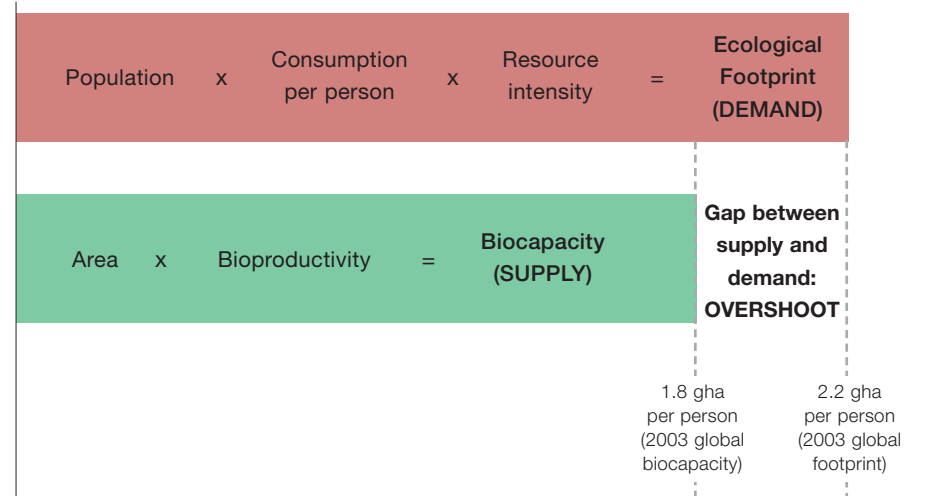 Population x Consumption per person x Resource intensity = Ecological Footprint (DEMAND)
Area x Bioproductivity = Biocapacity (SUPPLY)
Gap between
supply and
demand:
OVERSHOOT
1.8 gha
per person
(2003 global
biocapacity)
2.2 gha
per person
(2003 global
footprint)